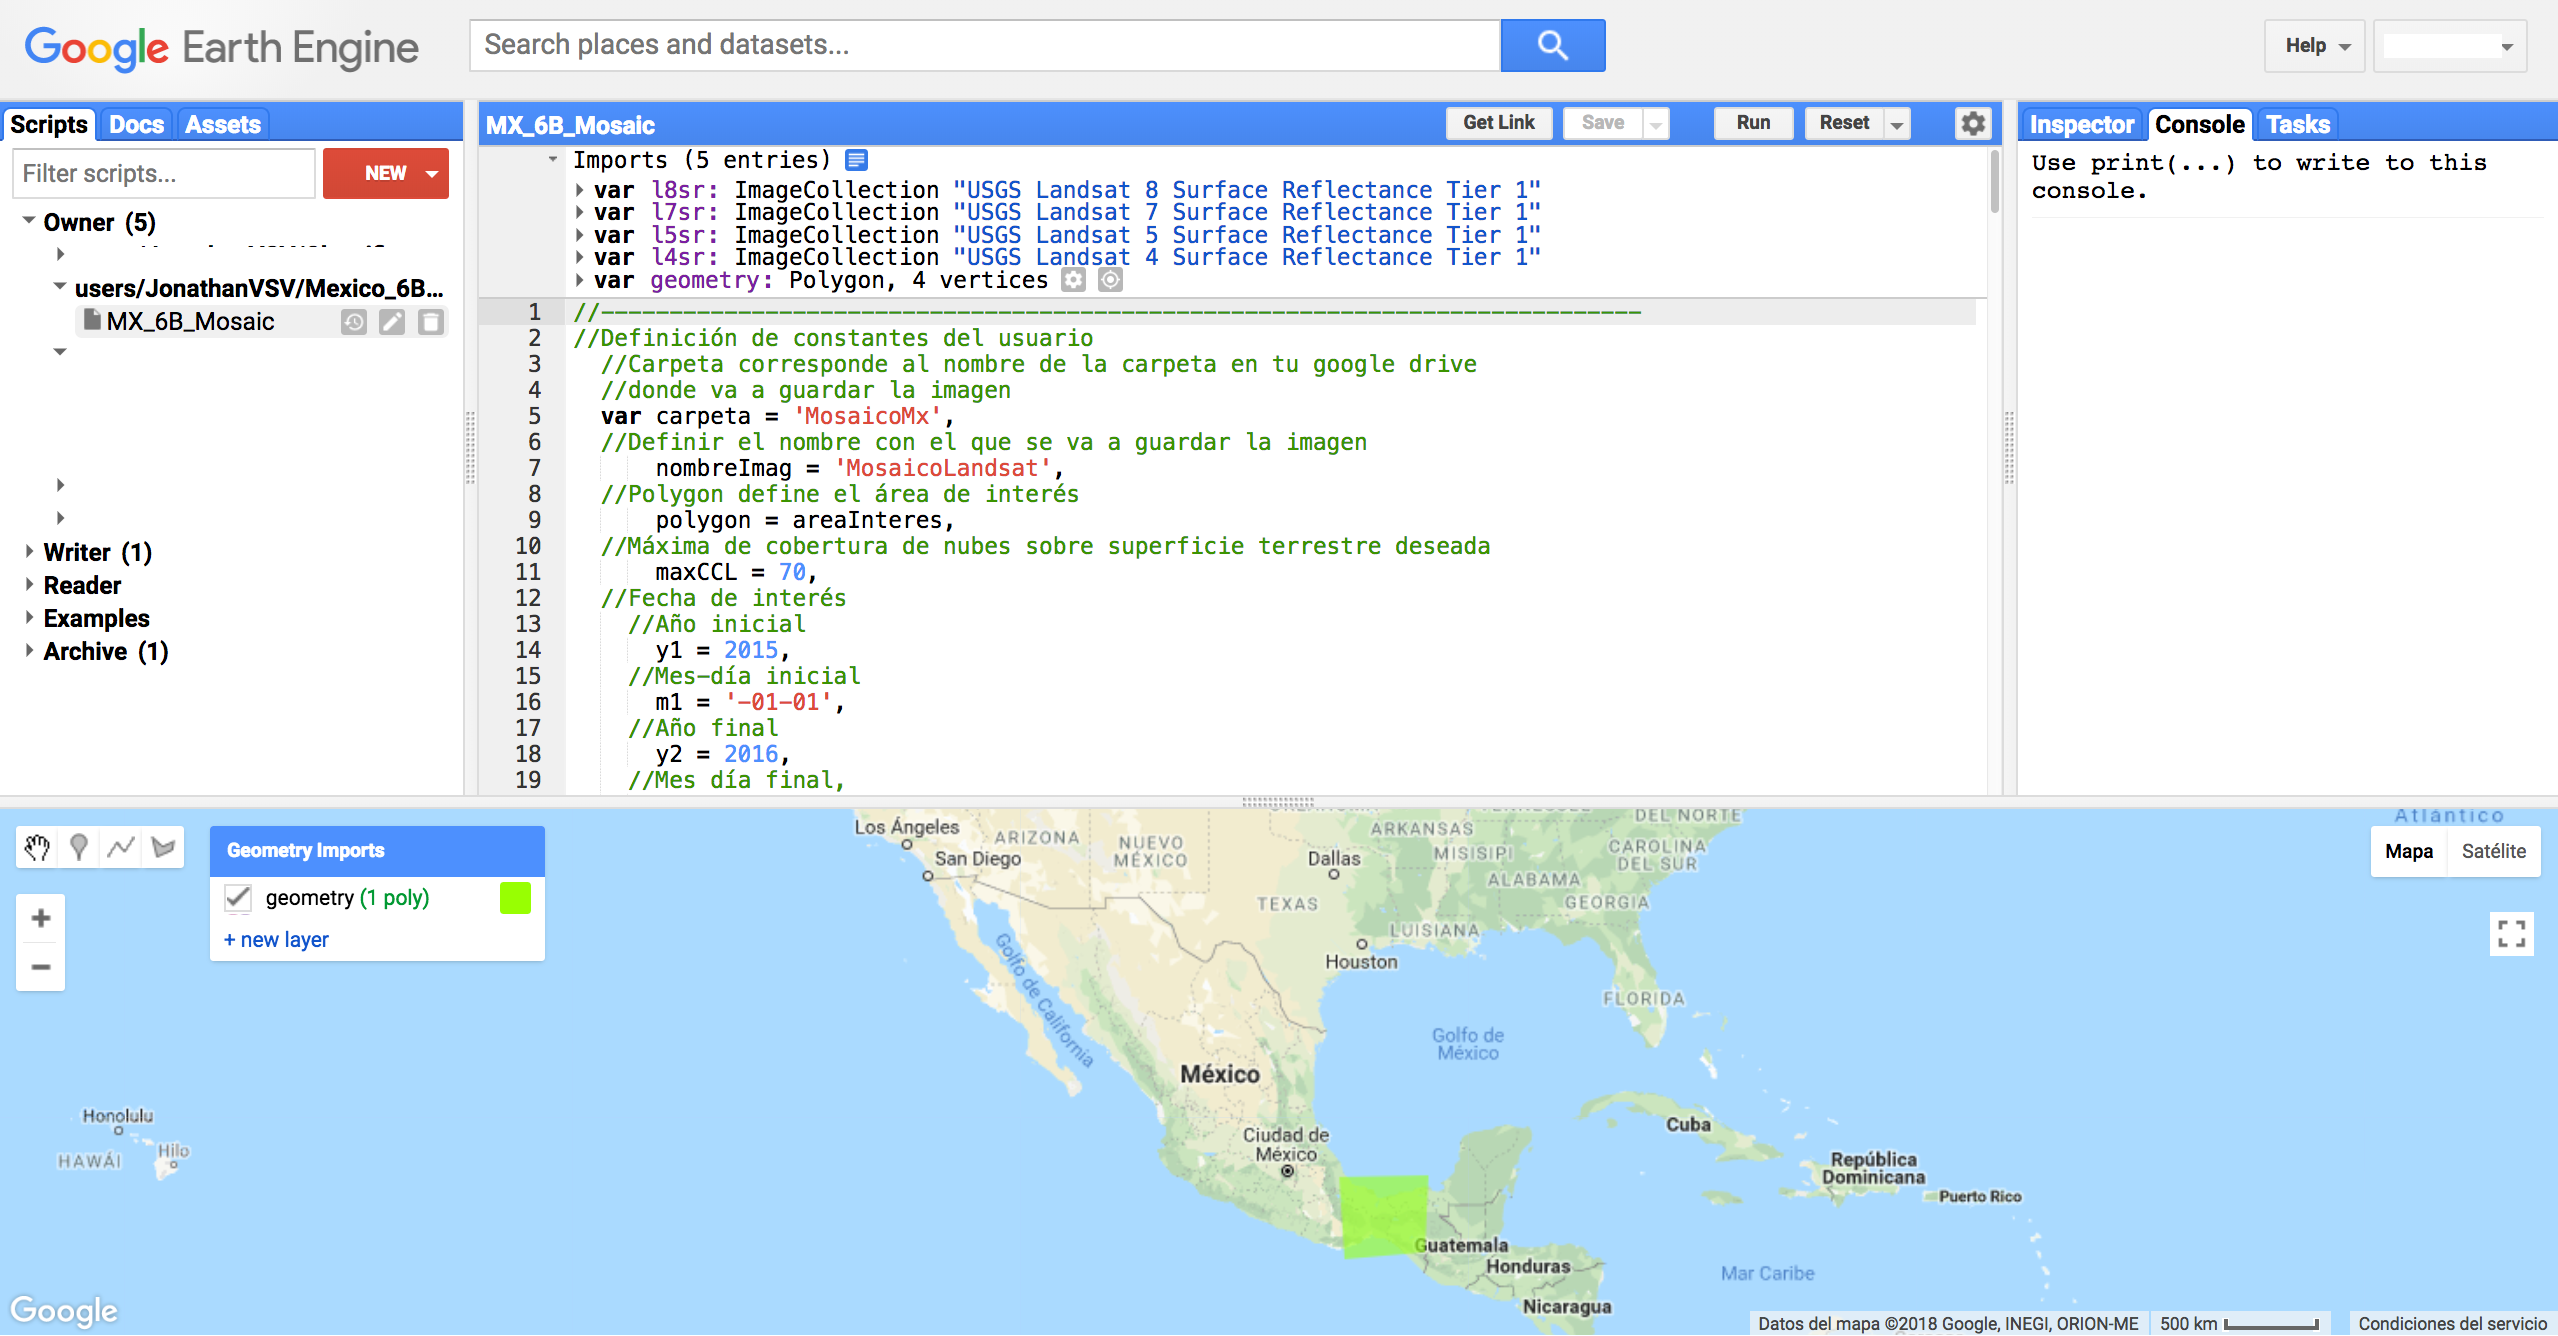 Google Earth Engine
Search places and datasets...
Help
Scripts
Docs
Assets
Filter scripts...
NEW
Owner (5)
users/JonathanVSV/Mexico_6B...
MX_6B_Mosaic
Writer (1)
Reader
Examples
Archive (1)
MX_6B_Mosaic
Get Link
Save
Run
Reset
Imports (5 entries)
var l8sr: ImageCollection "USGS Landsat 8 Surface Reflectance Tier 1"
var l7sr: ImageCollection "USGS Landsat 7 Surface Reflectance Tier 1"
var l5sr: ImageCollection "USGS Landsat 5 Surface Reflectance Tier 1"
var l4sr: ImageCollection "USGS Landsat 4 Surface Reflectance Tier 1"
var geometry: Polygon, 4 vertices
1 //----------------------------------------------------------------------------
2 //Definición de constantes del usuario
3 //Carpeta corresponde al nombre de la carpeta en tu google drive
4 //donde va a guardar la imagen
5 var carpeta = 'MosaicoMx',
6 //Definir el nombre con el que se va a guardar la imagen
7 nombreImag = 'MosaicoLandsat',
8 //Polygon define el área de interés
9 polygon = areaInteres,
10 //Máxima de cobertura de nubes sobre superficie terrestre deseada
11 maxCCL = 70,
12 //Fecha de interés
13 //Año inicial
14 y1 = 2015,
15 //Mes-día inicial
16 m1 = '-01-01',
17 //Año final
18 y2 = 2016,
19 //Mes día final,
Inspector
Console
Tasks
Use print(...) to write to this
console.
Geometry Imports
geometry (1 poly)
+ new layer
Mapa
Satélite
Atlántico
DEL NORTE
Los Ángeles
ARIZONA
NUEVO
MÉXICO
ARKANSAS
San Diego
Dallas
MISISIPI
CAROLINA
DEL SUR
ALABAMA
TEXAS
GEORGIA
LUISIANA
Houston
Golfo de California
FLORIDA
Golfo de
México
México
Honolulu
HAWÁI
Hilo
Ciudad de
México
Cuba
República
Dominicana
Puerto Rico
Guatemala
Honduras
Mar Caribe
Nicaragua
Google
Datos del mapa ©2018 Google, INEGI, ORION-ME
500 km
Condiciones del servicio